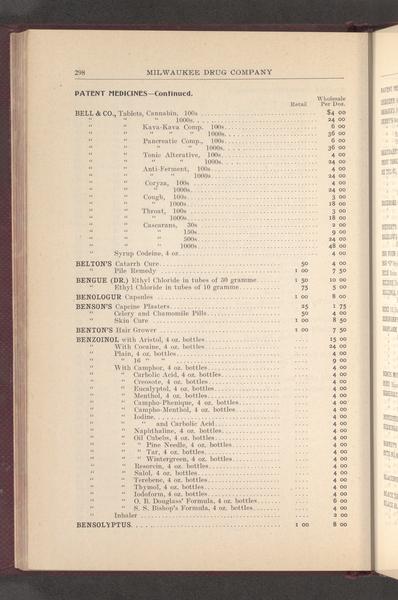 298 MILWAUKEE DRUG COMPANY
PATENT MEDICINES—Continued.
Retail Wholesale Per Doz.
BELL & CO., Tablets, Cannabin, 100s $4 00
" " " 1000s 24 00
" " Kava-Kava Comp. 100s 6 00
" " " " " 1000s 36 00
" " Pancreatic Comp., 100s 6 00
" " " " 1000s 36 00
" " Tonic Alterative, 100s 4 00
" " " " 1000s 24 00
" " Anti-Ferment, 100s 4 00
" " " " 1000s 24 00
" " Coryza, 100s 4 00
" " " 1000s 24 00
" " Cough, 100s 3 00
" " " 1000s 18 00
" " Throat, 100s 3 00
" " " 1000s 18 00
" " Cascarans, 30s 2 00
" " " 150s 9 00
" " " 500s 24 00
" " " 1000s 48 00
" Syrup Codeine, 4 oz 4 00
BELTON'S Catarrh Cure 50 4 00
" Pile Remedy 1 00 7 50
BENGUE (DR.) Ethyl Chloride in tubes of 30 gramme 1 50 10 00
" Ethyl Chloride in tubes of 10 gramme 75 5 00
BENOLOGUR Capsules 1 00 8 00
BENSON'S Capcine Plasters 25 1 75
" Celery and Chamomile Pills 50 4 00
" Skin Cure 1 00 8 50
BENTON'S Hair Grower 1 00 7 50
BENZOINOL with Aristol, 4 oz. bottles 15 00
" With Cocaine, 4 oz. bottles 24 00
" Plain, 4 oz. bottles 4 00
" " 16 " " 9 00
" With Camphor, 4 oz. bottles 4 00
" " Carbolic Acid, 4 oz. bottles 4 00
" " Creosote, 4 oz. bottles 4 00
" " Eucalyptol, 4 oz. bottles 4 00
" " Menthol, 4 oz. bottles 4 00
" " Campho-Phenique, 4 oz. bottles 4 00
" " Campho-Menthol, 4 oz. bottles 4 00
" " Iodine 4 00
" " " and Carbolic Acid 4 00
" " Naphthaline, 4 oz. bottles 4 00
" " Oil Cubebs, 4 oz. bottles 4 00
" " " Pine Needle, 4 oz. bottles 4 00
" " " Tar, 4 oz. bottles 4 00
" " " Wintergreen, 4 oz. bottles 4 00
" " Resorcin, 4 oz. bottles 4 00
" " Salol, 4 oz. bottles 4 00
" " Terebene, 4 oz. bottles 4 00
" " Thymol, 4 oz. bottles 4 00
" " Iodoform, 4 oz. bottles 4 00
" " O. B. Douglass' Formula, 4 oz. bottles 6 00
" " S. S. Bishop's Formula, 4 oz. bottles 4 00
" Inhaler 2 00
BENSOLYPTUS 1 00 8 00